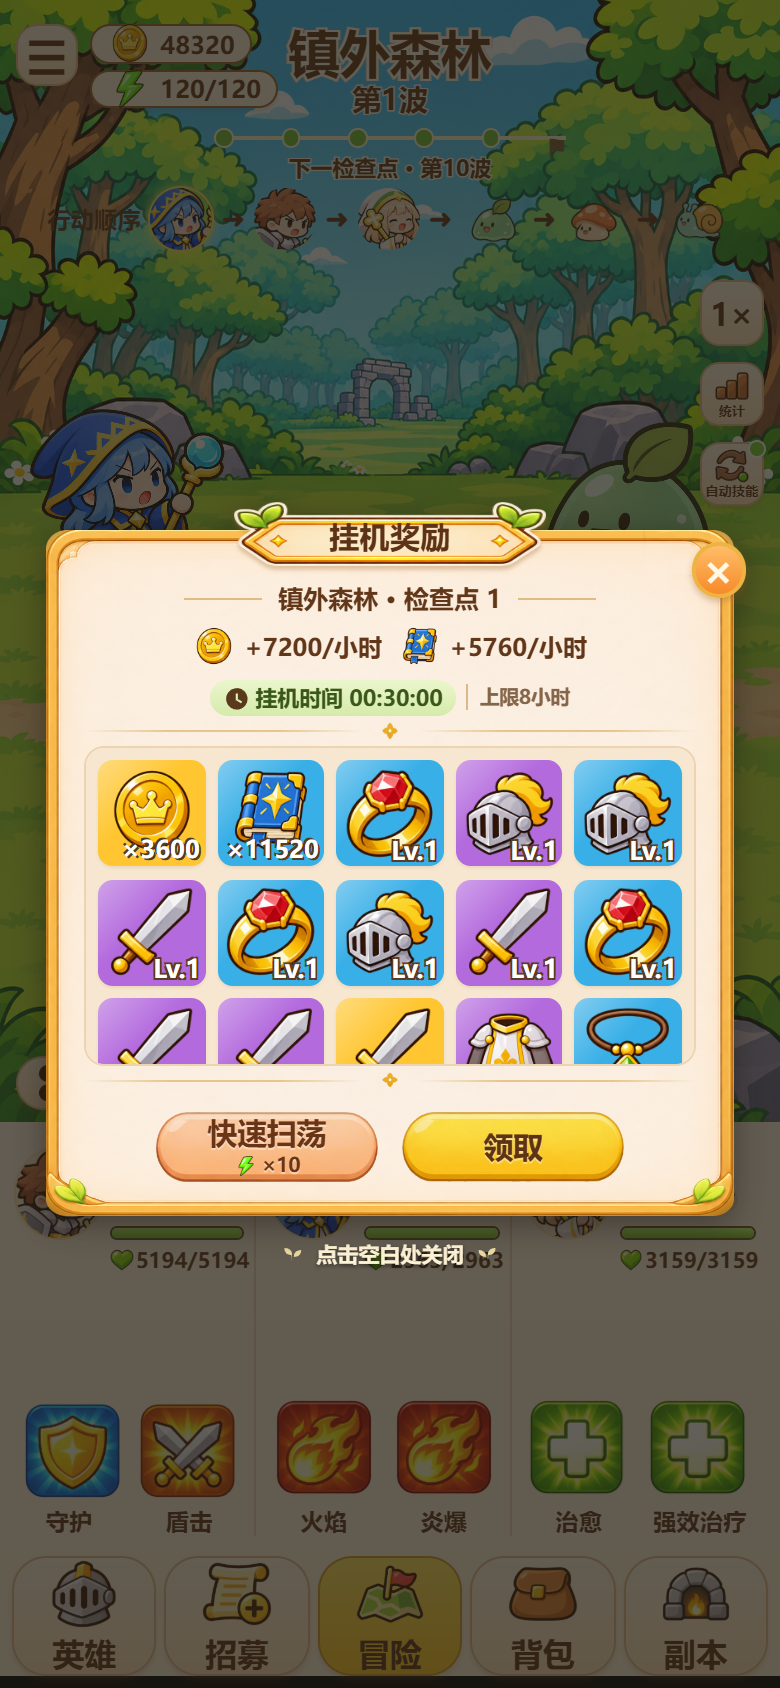 48320
120/120
镇外森林
第1波
下一检查点·第10波
行动顺序
1×
统计
自动技能
挂机奖励
镇外森林·检查点 1
+7200/小时 +5760/小时
挂机时间 00:30:00 上限8小时
×3600 ×11520 Lv.1 Lv.1 Lv.1
Lv.1 Lv.1 Lv.1 Lv.1 Lv.1
快速扫荡
×10
领取
点击空白处关闭
5194/5194 3159/3159
守护 盾击 火焰 炎爆 治愈 强效治疗
英雄 招募 冒险 背包 副本